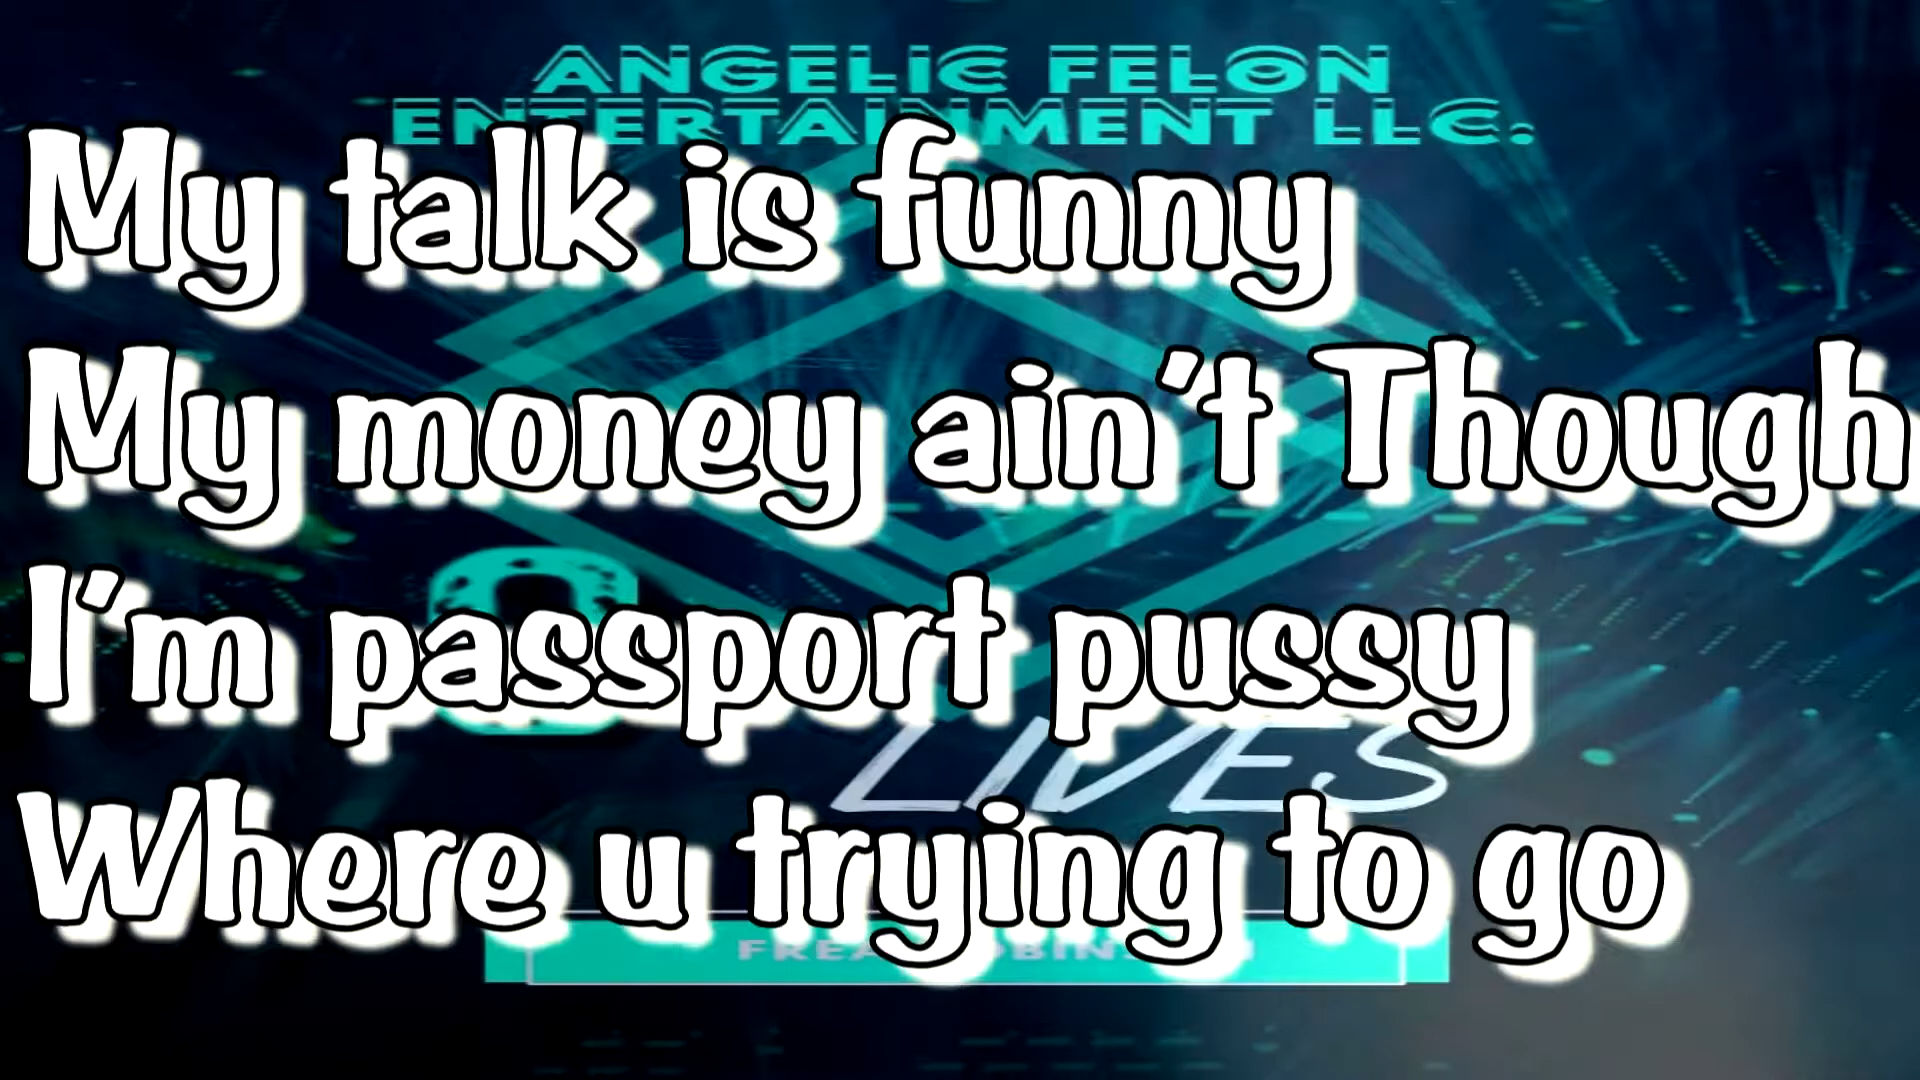 ANGELIC FELON
ENTERTAINMENT LLC.
My talk is funny
My money ain't Though
I'm passport pussy
LIVES
Where u trying to go